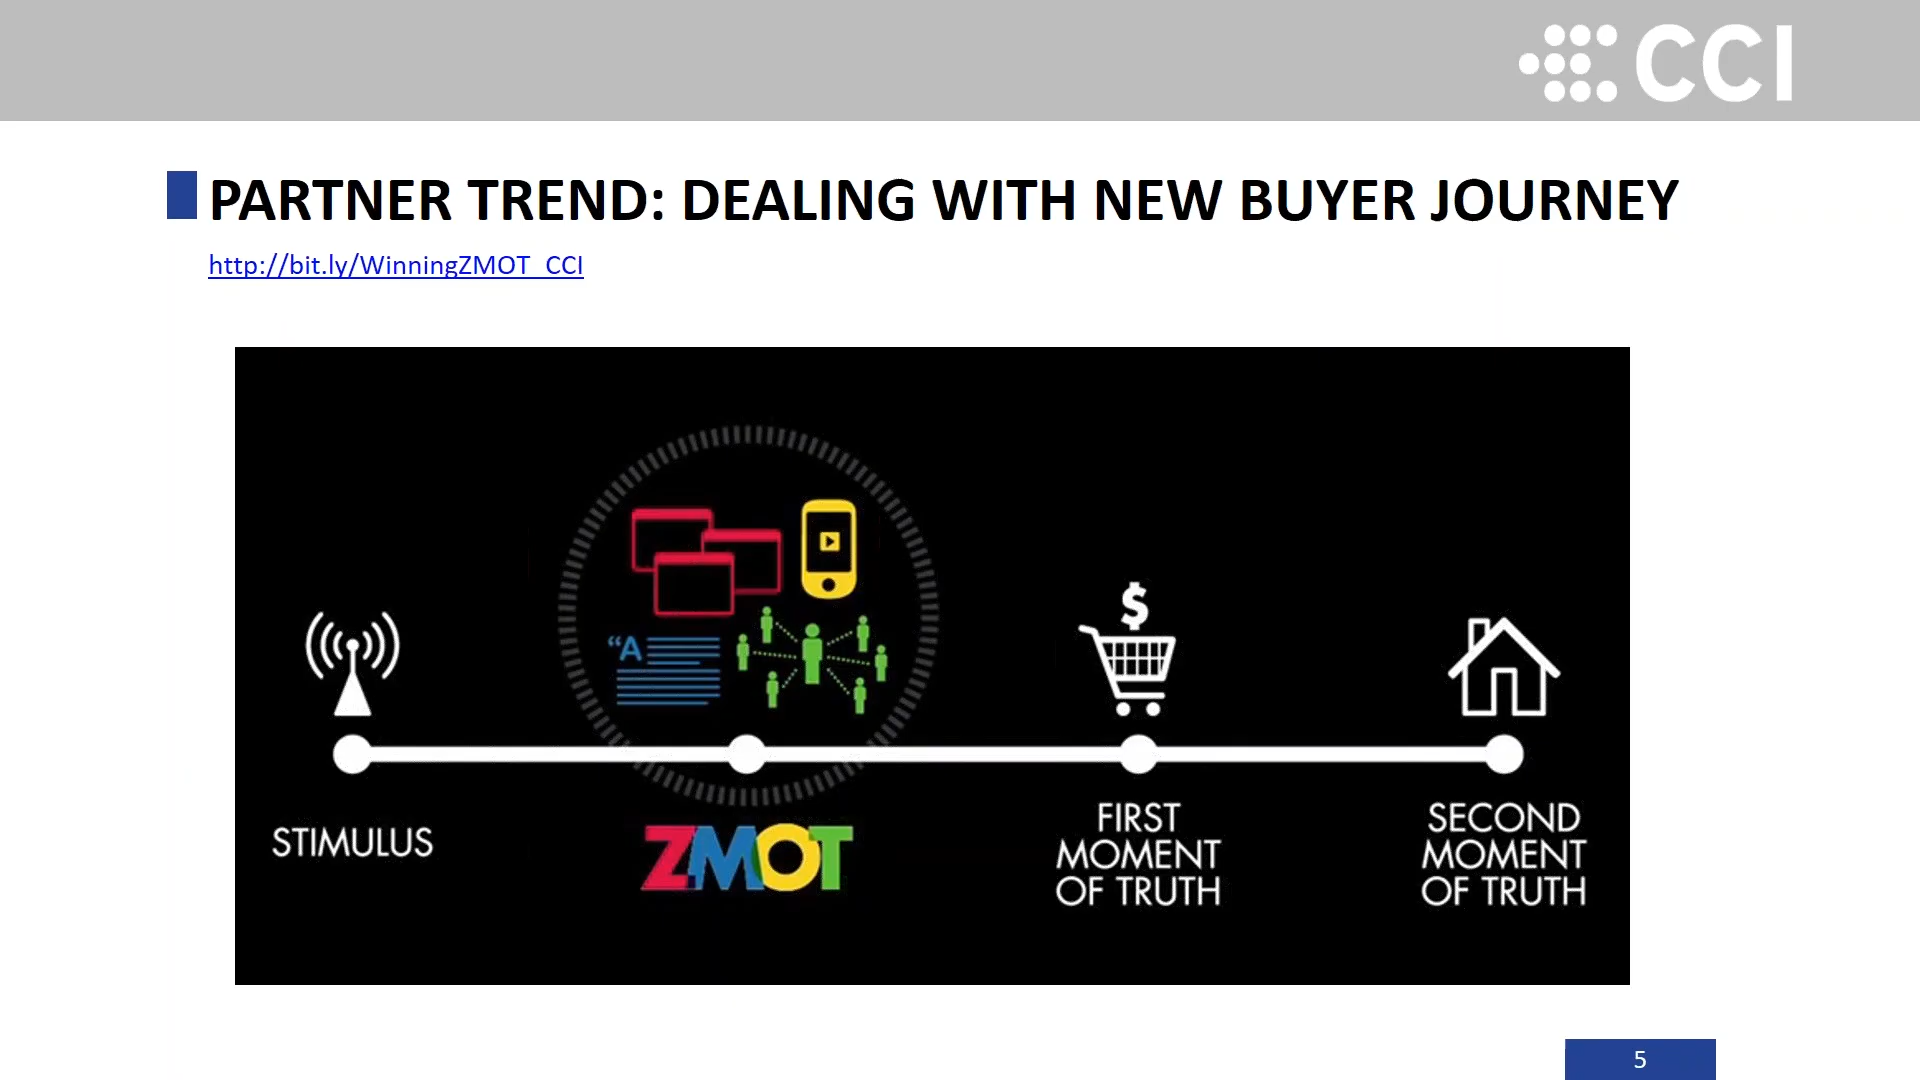 CCI
PARTNER TREND: DEALING WITH NEW BUYER JOURNEY
http://bit.ly/WinningZMOT_CCI
$
“A
STIMULUS
ZMOT
FIRST
MOMENT
OF TRUTH
SECOND
MOMENT
OF TRUTH
5